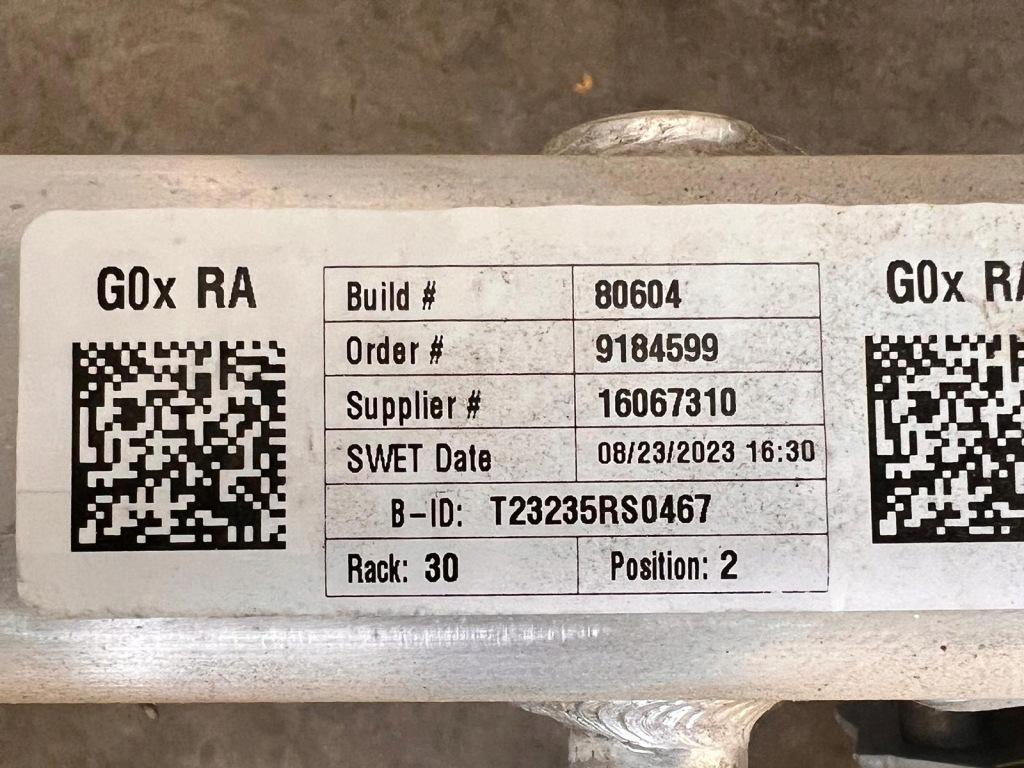 G0x RA
Build # 80604
Order # 9184599
Supplier # 16067310
SWET Date 08/23/2023 16:30
B-ID: T23235RS0467
Rack: 30 Position: 2
G0x RA